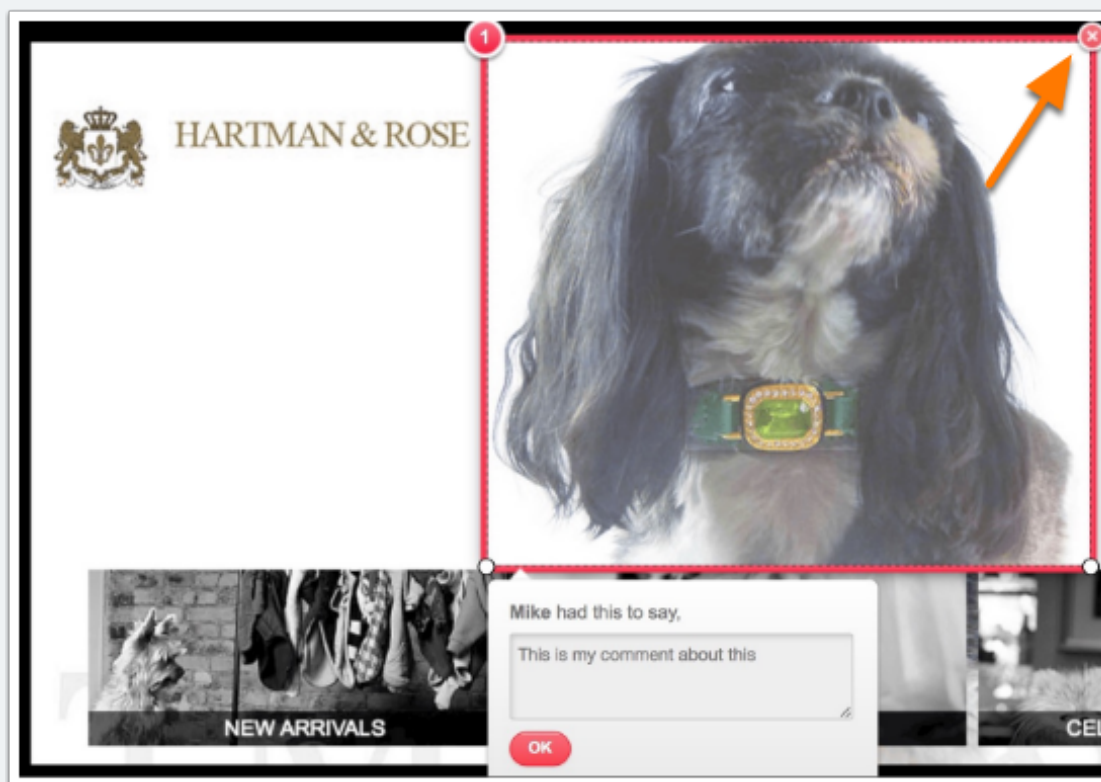 1
HARTMAN & ROSE
Mike had this to say,
This is my comment about this
OK
NEW ARRIVALS
CEL